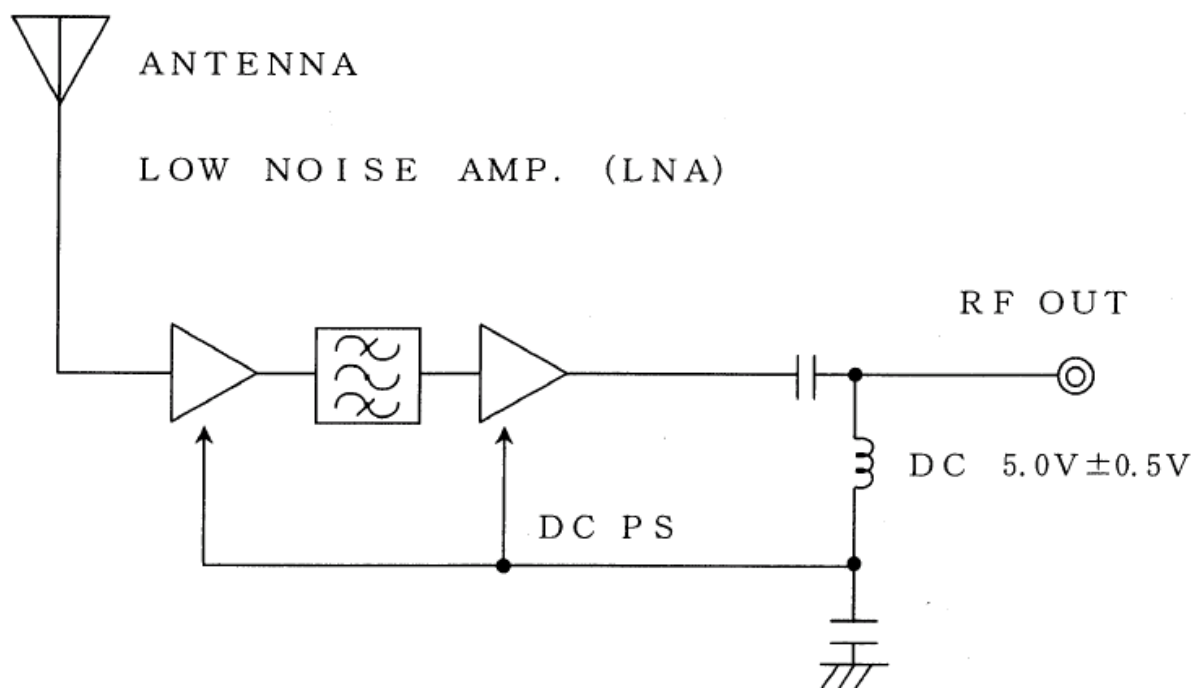 ANTENNA
LOW NOISE AMP. (LNA)
RF OUT
DC 5.0V±0.5V
DC PS